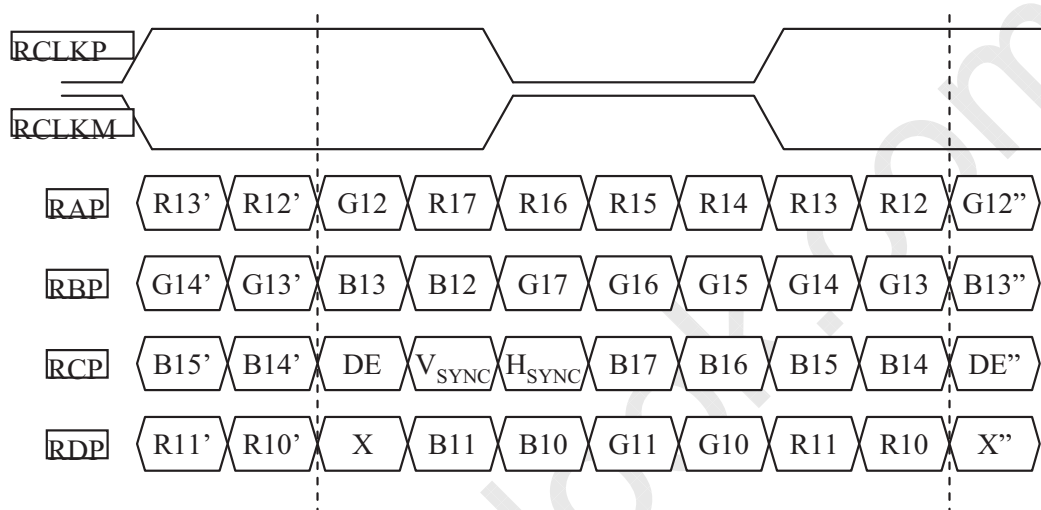 RCLKP
RCLKM
RAP R13’ R12’ G12 R17 R16 R15 R14 R13 R12 G12”
RBP G14’ G13’ B13 B12 G17 G16 G15 G14 G13 B13”
RCP B15’ B14’ DE VSYNC HSYNC B17 B16 B15 B14 DE”
RDP R11’ R10’ X B11 B10 G11 G10 R11 R10 X”